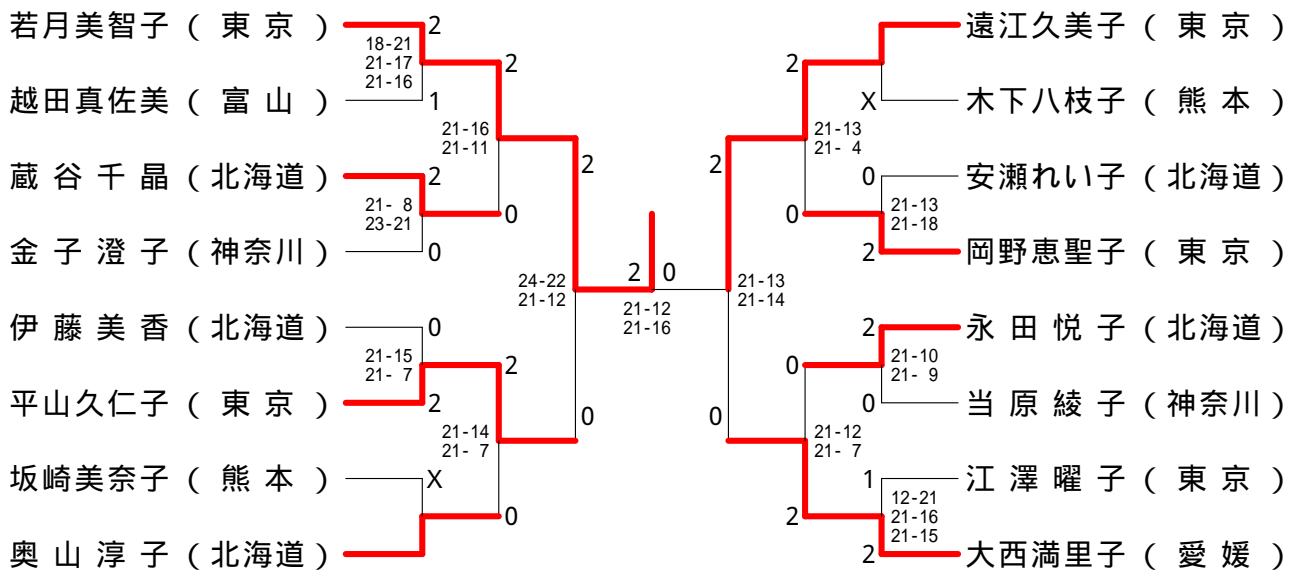 若月美智子 ( 東 京 ) 2 遠江久美子 ( 東 京 )
18-21
21-17 2 2
21-16
越田真佐美 ( 富 山 ) 1 X 木下八枝子 ( 熊 本 )
21-16 21-13
21-11 21- 4
2 2
蔵 谷 千 晶 (北海道) 2 0 安瀬れい子 (北海道)
21- 8 21-13
23-21 0 0 21-18
金 子 澄 子 (神奈川) 0 2 岡野恵聖子 ( 東 京 )
2 0
24-22 21-13
21-12 21-14
21-12
21-16
伊 藤 美 香 (北海道) 0 2 永 田 悦 子 (北海道)
21-15 21-10
21- 7 2 0 21- 9
平山久仁子 ( 東 京 ) 2 0 当 原 綾 子 (神奈川)
0 0
21-14 21-12
21- 7 21- 7
坂崎美奈子 ( 熊 本 ) X 1 江 澤 曜 子 ( 東 京 )
12-21
0 2 21-16
21-15
奥 山 淳 子 (北海道) 2 大西満里子 ( 愛 媛 )